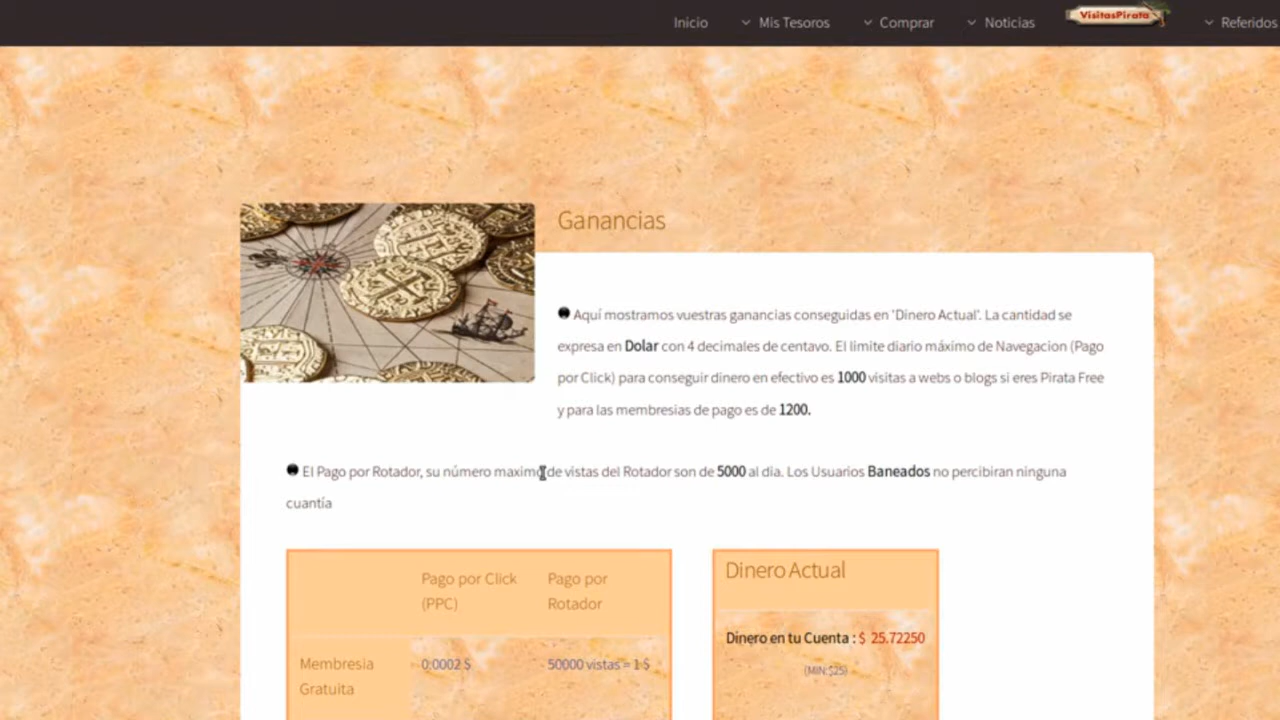 Inicio Mis Tesoros Comprar Noticias VisitasPirata Referidos
Ganancias
Aquí mostramos vuestras ganancias conseguidas en 'Dinero Actual'. La cantidad se
expresa en Dolar con 4 decimales de centavo. El límite diario máximo de Navegacion (Pago
por Click) para conseguir dinero en efectivo es 1000 visitas a webs o blogs si eres Pirata Free
y para las membresias de pago es de 1200.
El Pago por Rotador, su número maximo de vistas del Rotador son de 5000 al dia. Los Usuarios Baneados no percibiran ninguna
cuantía
Pago por Click
(PPC)
Pago por
Rotador
Membresia
Gratuita
0.0002 $
50000 vistas = 1 $
Dinero Actual
Dinero en tu Cuenta : $ 25.72250
(MIN:$25)